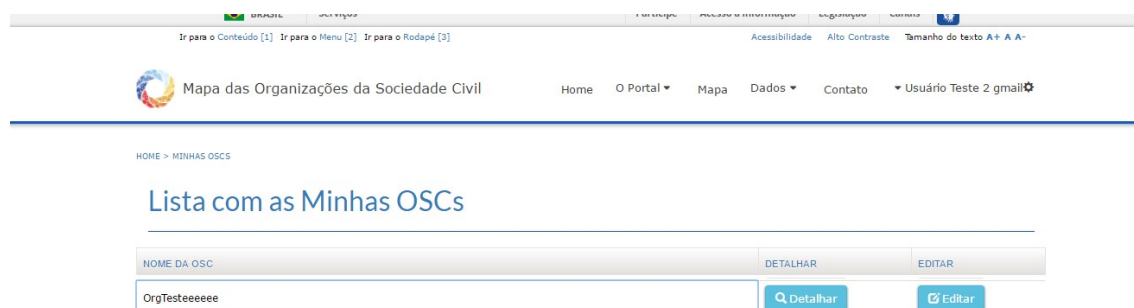 BRASIL Serviços Participe Acesso à informação Legislação Canais
Ir para o Conteúdo [1] Ir para o Menu [2] Ir para o Rodapé [3] Acessibilidade Alto Contraste Tamanho do texto A+ A A-
Mapa das Organizações da Sociedade Civil Home O Portal Mapa Dados Contato Usuário Teste 2 gmail
HOME > MINHAS OSCS
Lista com as Minhas OSCs
NOME DA OSC DETALHAR EDITAR
OrgTesteeeeee Detalhar Editar